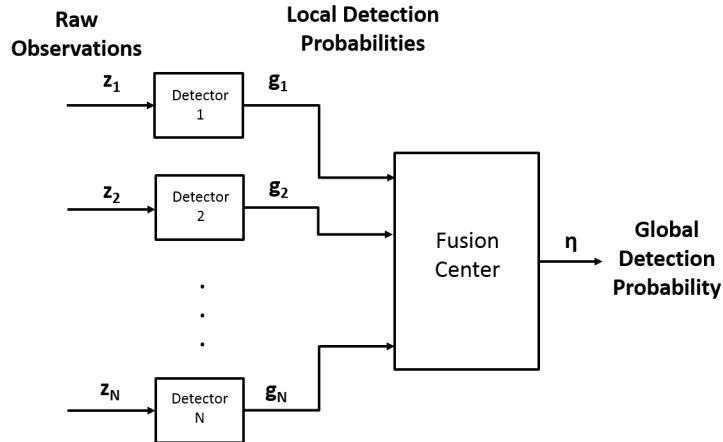 Raw
Observations
Local Detection
Probabilities
z1
Detector
1
g1
z2
Detector
2
g2
Fusion
Center
η
Global
Detection
Probability
.
.
.
zN
Detector
N
gN